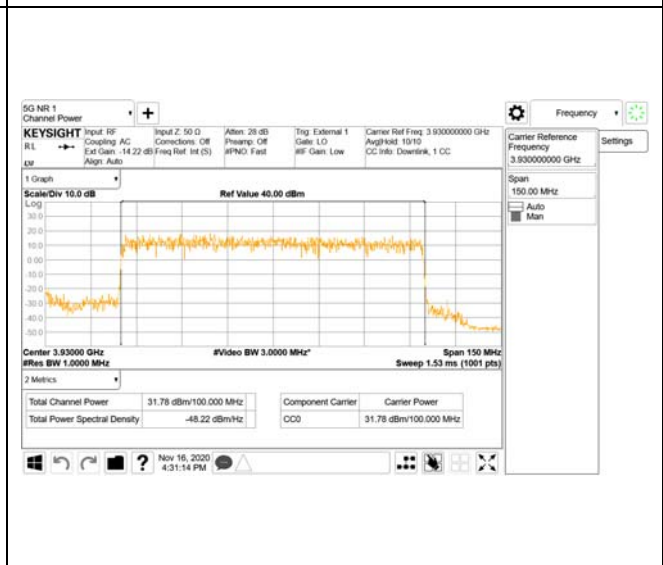 5G NR 1
Channel Power
Frequency
Settings
KEYSIGHT
RL
Input: RF
Coupling: AC
Ext Gain: -14.22 dB
Align: Auto
Input Z: 50 Ω
Corrections: Off
Freq Ref: Int (S)
Atten: 28 dB
Preamp: Off
#PNO: Fast
Trig: External 1
Gate: LO
#IF Gain: Low
Carrier Ref Freq: 3.930000000 GHz
Avg|Hold: 10/10
CC Info: Downlink, 1 CC
Carrier Reference
Frequency
3.930000000 GHz
Span
150.00 MHz
Auto
Man
1 Graph
Scale/Div 10.0 dB
Ref Value 40.00 dBm
Log
30.0
20.0
10.0
0.00
-10.0
-20.0
-30.0
-40.0
-50.0
Center 3.93000 GHz
#Video BW 3.0000 MHz*
Span 150 MHz
#Res BW 1.0000 MHz
Sweep 1.53 ms (1001 pts)
2 Metrics
Total Channel Power 31.78 dBm/100.000 MHz
Total Power Spectral Density -48.22 dBm/Hz
Component Carrier Carrier Power
CC0 31.78 dBm/100.000 MHz
?
Nov 16, 2020
4:31:14 PM